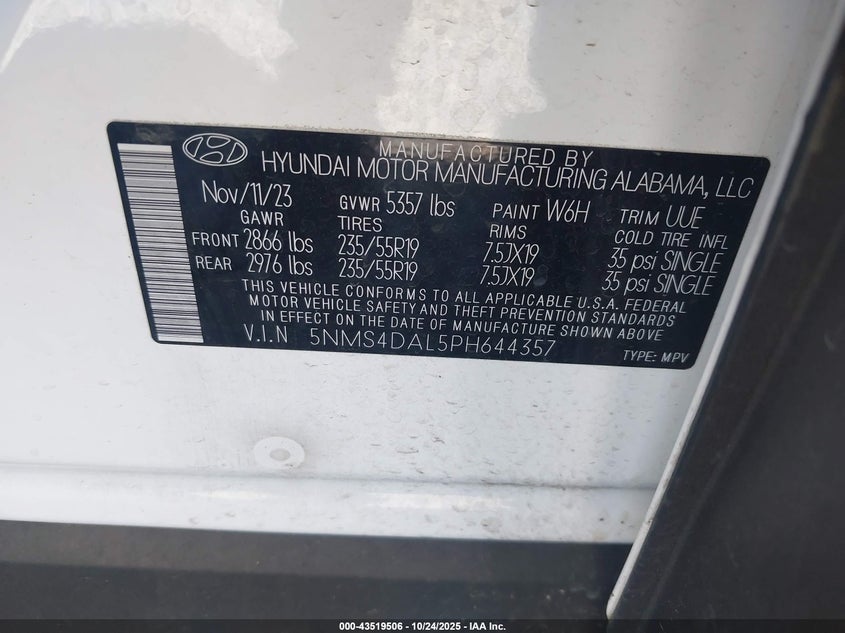 MANUFACTURED BY
HYUNDAI MOTOR MANUFACTURING ALABAMA, LLC
Nov/11/23 GVWR 5357 lbs PAINT W6H TRIM UUE
GAWR TIRES RIMS COLD TIRE INFL
FRONT 2866 lbs 235/55R19 7.5JX19 35 psi SINGLE
REAR 2976 lbs 235/55R19 7.5JX19 35 psi SINGLE
THIS VEHICLE CONFORMS TO ALL APPLICABLE U.S.A. FEDERAL
MOTOR VEHICLE SAFETY AND THEFT PREVENTION STANDARDS
IN EFFECT ON THE DATE OF MANUFACTURE SHOWN ABOVE
V.I.N 5NMS4DAL5PH644357
TYPE: MPV
000-43519506 - 10/24/2025 - IAA Inc.